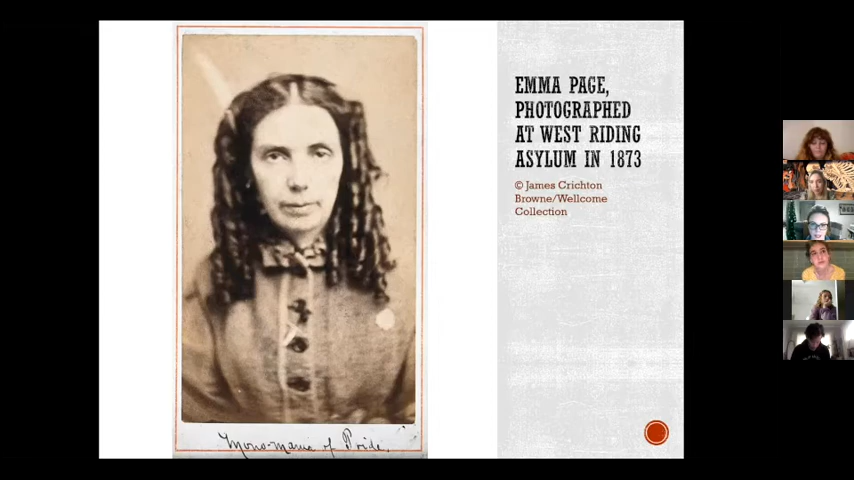 EMMA PAGE,
PHOTOGRAPHED
AT WEST RIDING
ASYLUM IN 1873
© James Crichton
Browne/Wellcome
Collection
Mono-mania of Pride.